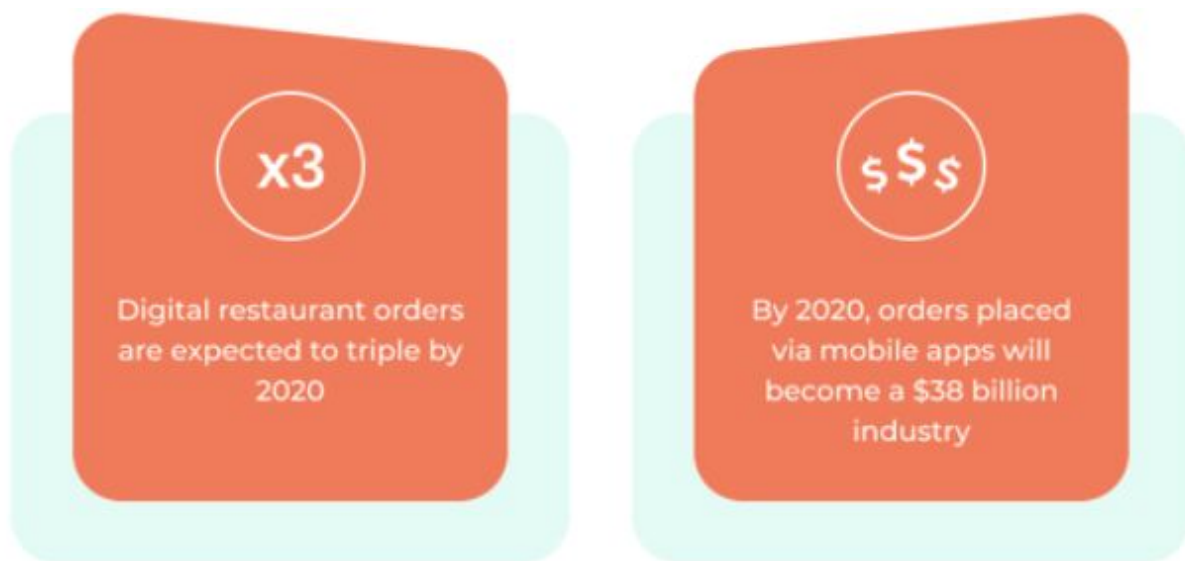 x3
Digital restaurant orders
are expected to triple by
2020
$ $ $
By 2020, orders placed
via mobile apps will
become a $38 billion
industry